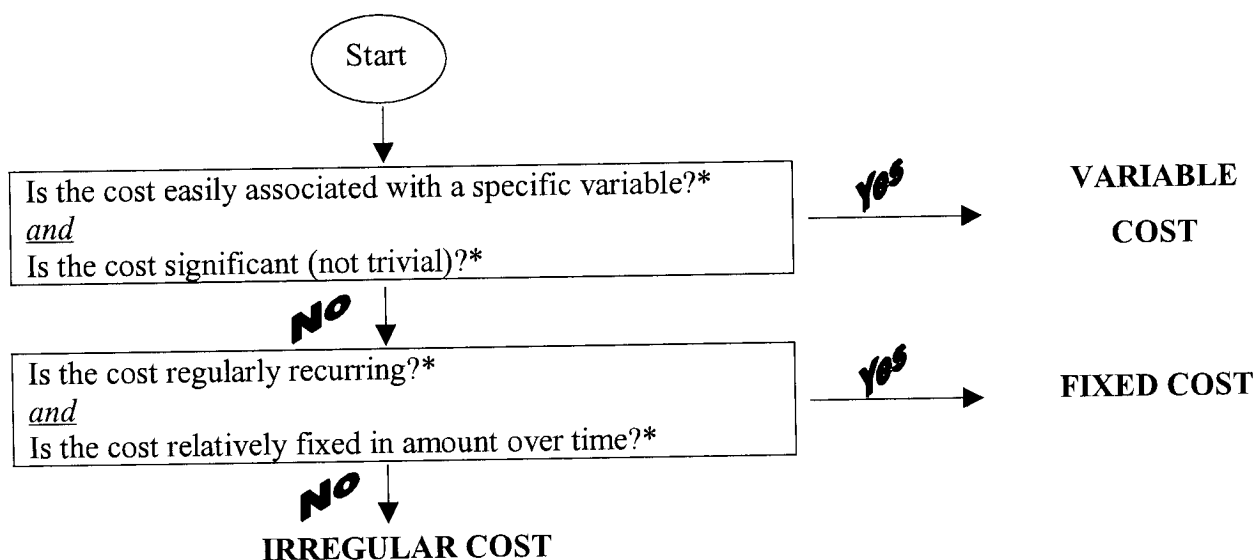 Start
Is the cost easily associated with a specific variable?*
and
Is the cost significant (not trivial)?*
Yes
VARIABLE
COST
No
Is the cost regularly recurring?*
and
Is the cost relatively fixed in amount over time?*
Yes
FIXED COST
No
IRREGULAR COST